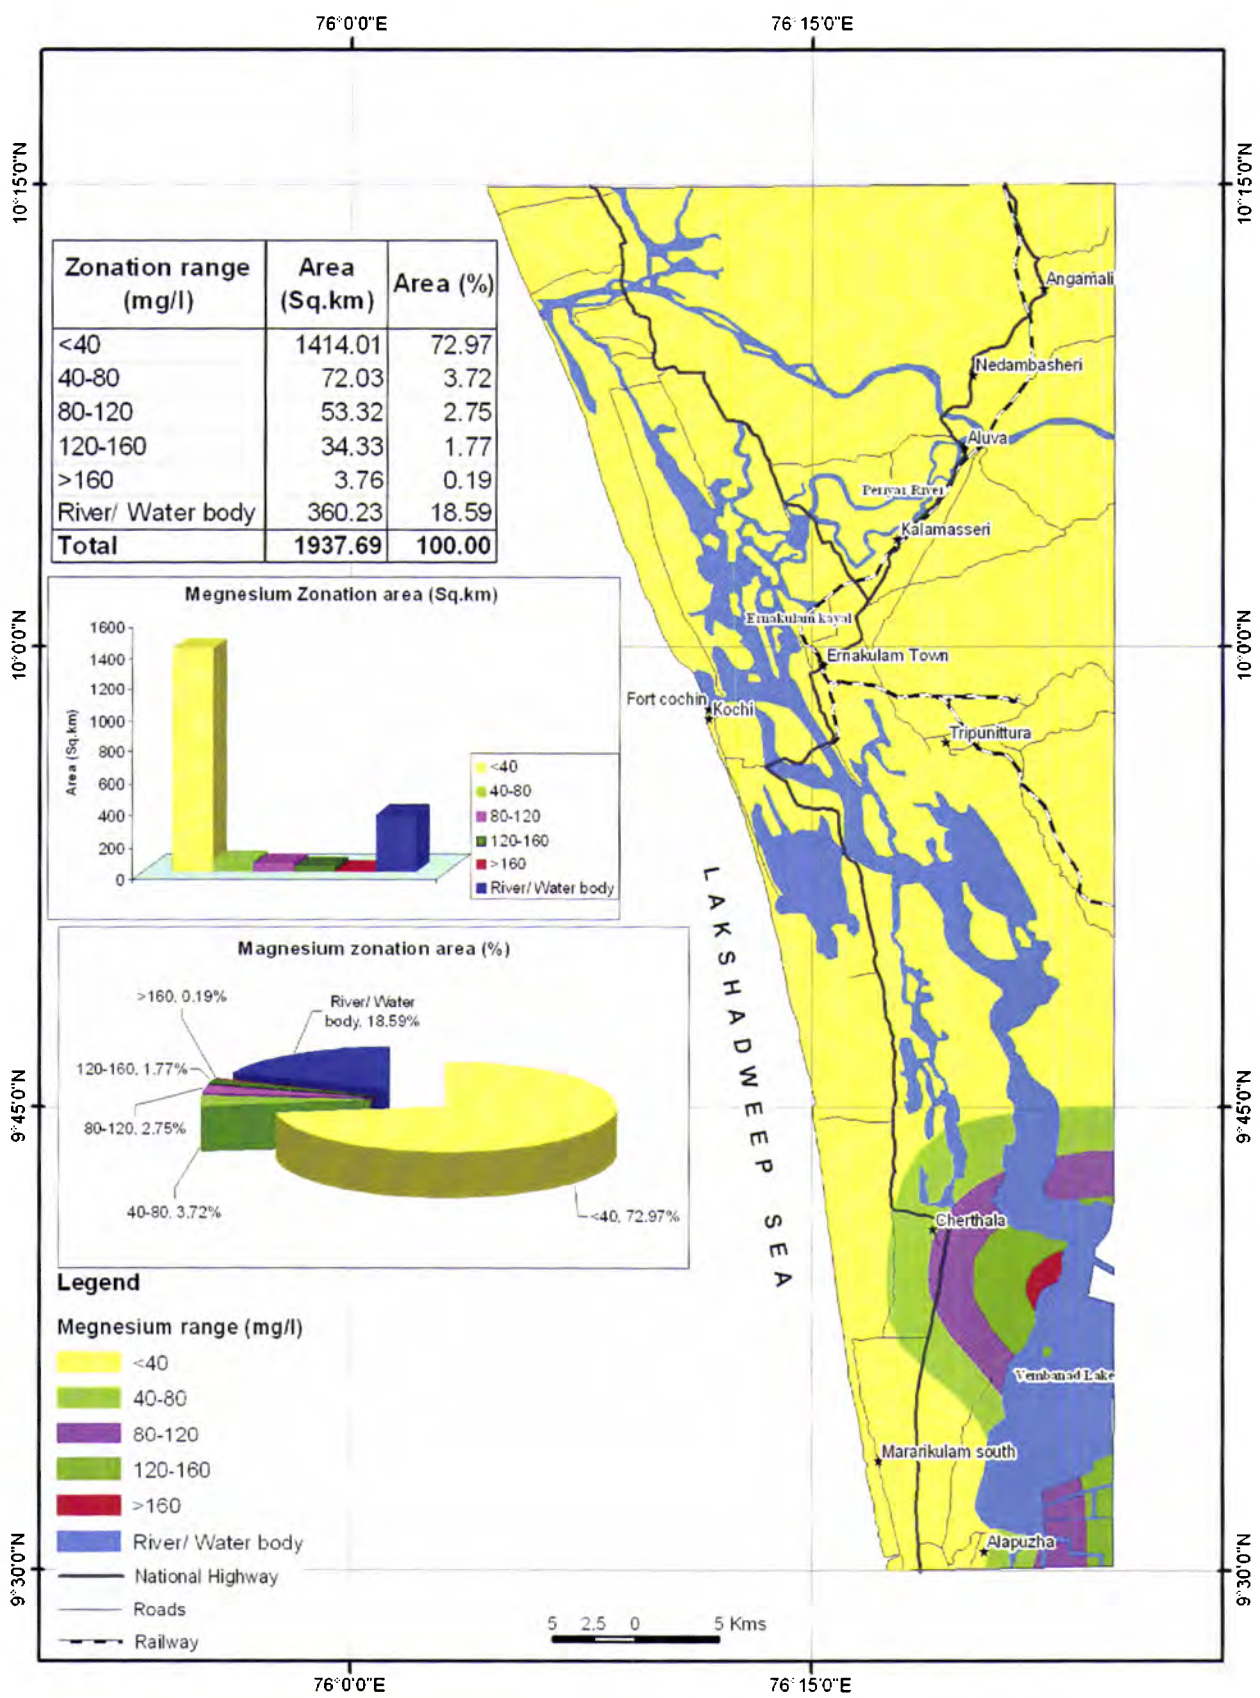 76°0'0"E 76°15'0"E
10°15'0"N 10°15'0"N
Zonation range (mg/l) Area (Sq.km) Area (%)
<40 1414.01 72.97
40-80 72.03 3.72
80-120 53.32 2.75
120-160 34.33 1.77
>160 3.76 0.19
River/ Water body 360.23 18.59
Total 1937.69 100.00
Angamali
Nedambasheri
Aluva
Periyar River
Kalamasseri
Ernakulam kayal
Ernakulam Town
Fort cochin
Kochi
Tripunittura
10°0'0"N 10°0'0"N
Megnesium Zonation area (Sq.km)
Area (Sq.km)
1600
1400
1200
1000
800
600
400
200
0
<40
40-80
80-120
120-160
>160
River/ Water body
LAKSHADWEEP SEA
Magnesium zonation area (%)
>160, 0.19%
River/ Water
body, 18.59%
120-160, 1.77%
80-120, 2.75%
40-80, 3.72%
<40, 72.97%
9°45'0"N 9°45'0"N
Cherthala
Vembanad Lake
Mararikulam south
Alapuzha
Legend
Megnesium range (mg/l)
<40
40-80
80-120
120-160
>160
River/ Water body
National Highway
Roads
Railway
9°30'0"N 9°30'0"N
5 2.5 0 5 Kms
76°0'0"E 76°15'0"E